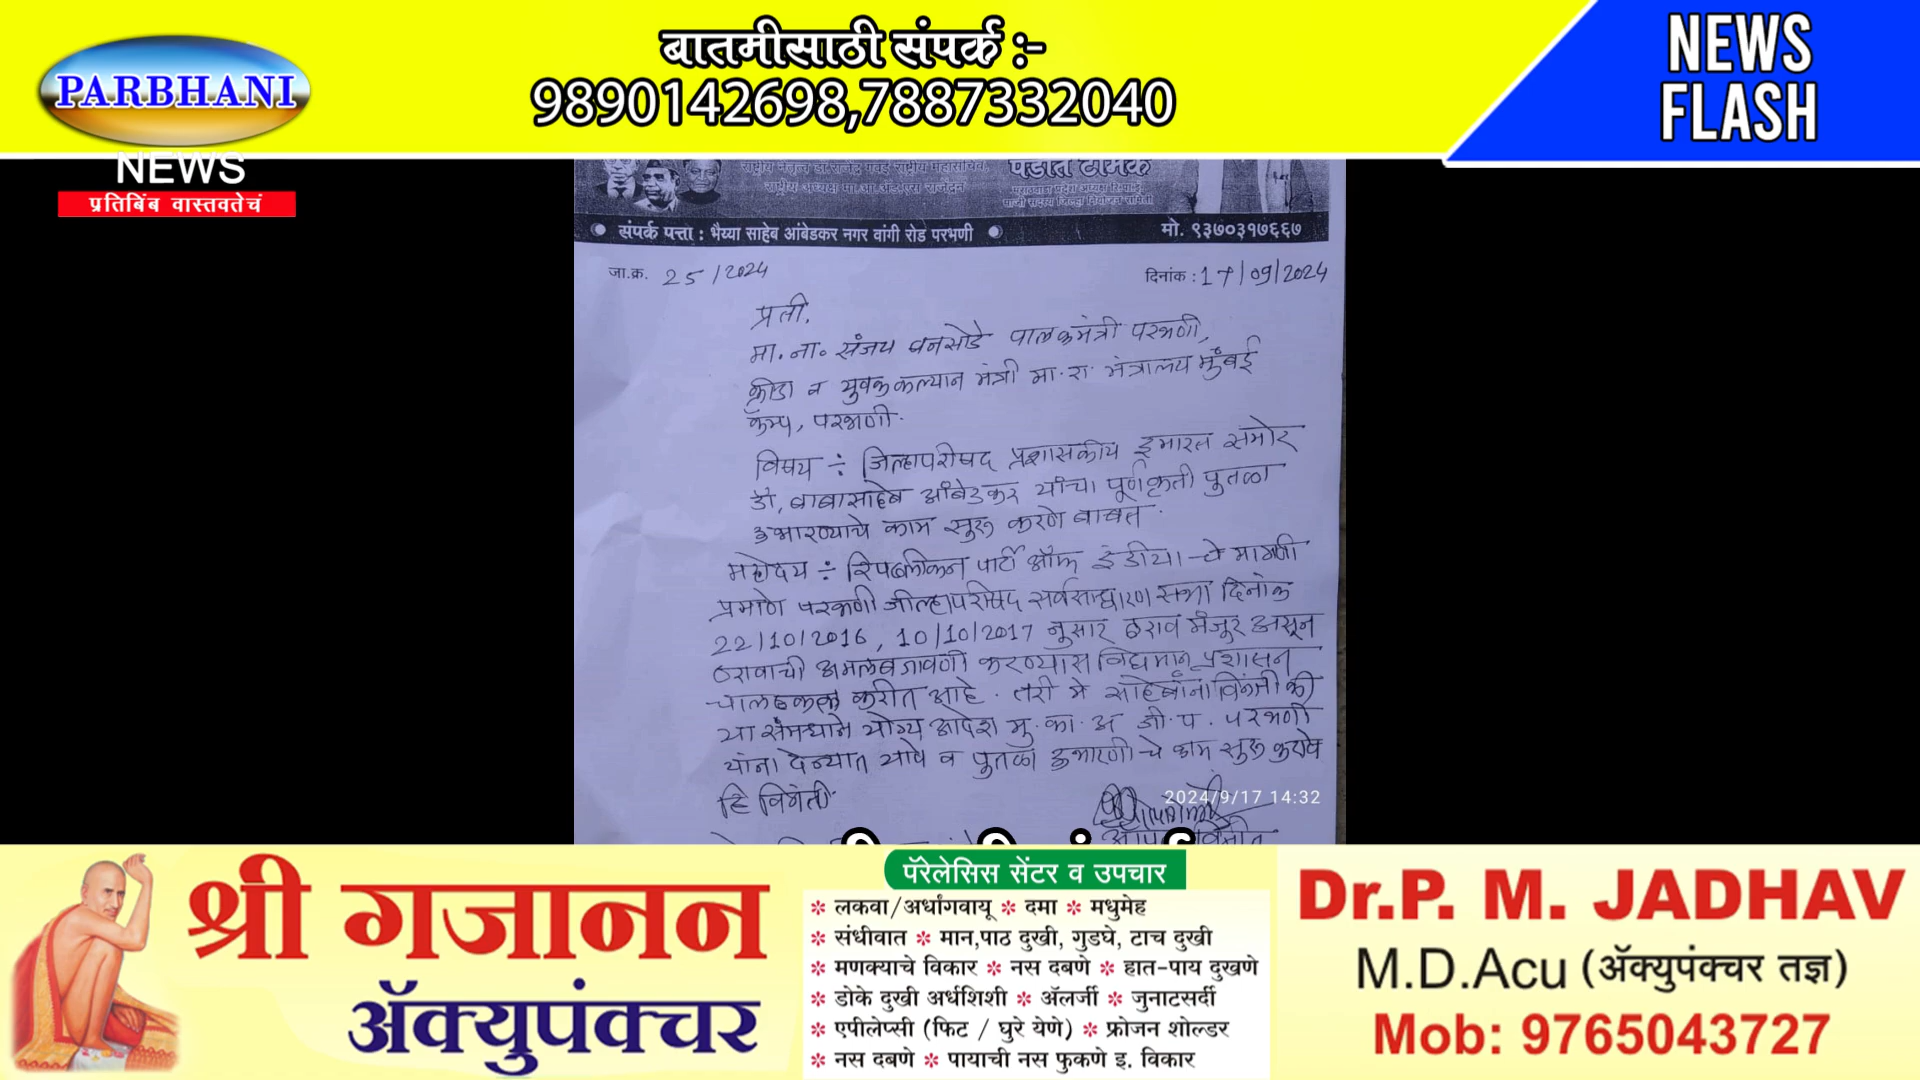 बातमीसाठी संपर्क :-
9890142698,7887332040
NEWS
FLASH
PARBHANI
NEWS
प्रतिबिंब वास्तवतेचं
राष्ट्रीय अध्यक्ष मा.
संपर्क पत्ता : भैय्या साहेब आंबेडकर नगर वांगी रोड परभणी
मो. ९३७०३१७६६७
जा.क्र. 25/2024
दिनांक : 17/09/2024
प्रती,
मा.ना. संजय बनसोडे पालकमंत्री परभणी,
क्रीडा व युवक कल्यान मंत्री मा.रा. मंत्रालय मुंबई
कॅम्प, परभणी.
विषय ÷ जिल्हापरीषद प्रशासकीय इमारत समोर
डॉ, बाबासाहेब आंबेडकर यांचा पूर्णकृती पुतळा
उभारण्याचे काम सुरू करणे बाबत.
महोदय ÷ रिपब्लीकन पार्टी ऑफ इंडीया चे मागणी
प्रमाणे परभणी जील्हापरीषद सर्वसाधारण सभा दिनांक
22/10/2016, 10/10/2017 नुसार ठराव मंजुर असून
ठरावाची अमलबजावणी करण्यास विद्यमान प्रशासन
चालढकल करीत आहे. तरी मे साहेबांना विनंती की
या संबधाने योग्य आदेश मु.का.अ जी.प. परभणी
यांना देन्यात यावे व पुतळा उभारणी चे काम सुरू करावे
हि विनंती.
2024/9/17 14:32
श्री गजानन
ॲक्युपंक्चर
पॅरेलेसिस सेंटर व उपचार
* लकवा/अर्धांगवायू * दमा * मधुमेह
* संधीवात * मान,पाठ दुखी, गुडघे, टाच दुखी
* मणक्याचे विकार * नस दबणे * हात-पाय दुखणे
* डोके दुखी अर्धशिशी * ॲलर्जी * जुनाटसर्दी
* एपीलेप्सी (फिट / घुरे येणे) * फ्रोजन शोल्डर
* नस दबणे * पायाची नस फुकणे इ. विकार
Dr.P. M. JADHAV
M.D.Acu (ॲक्युपंक्चर तज्ञ)
Mob: 9765043727